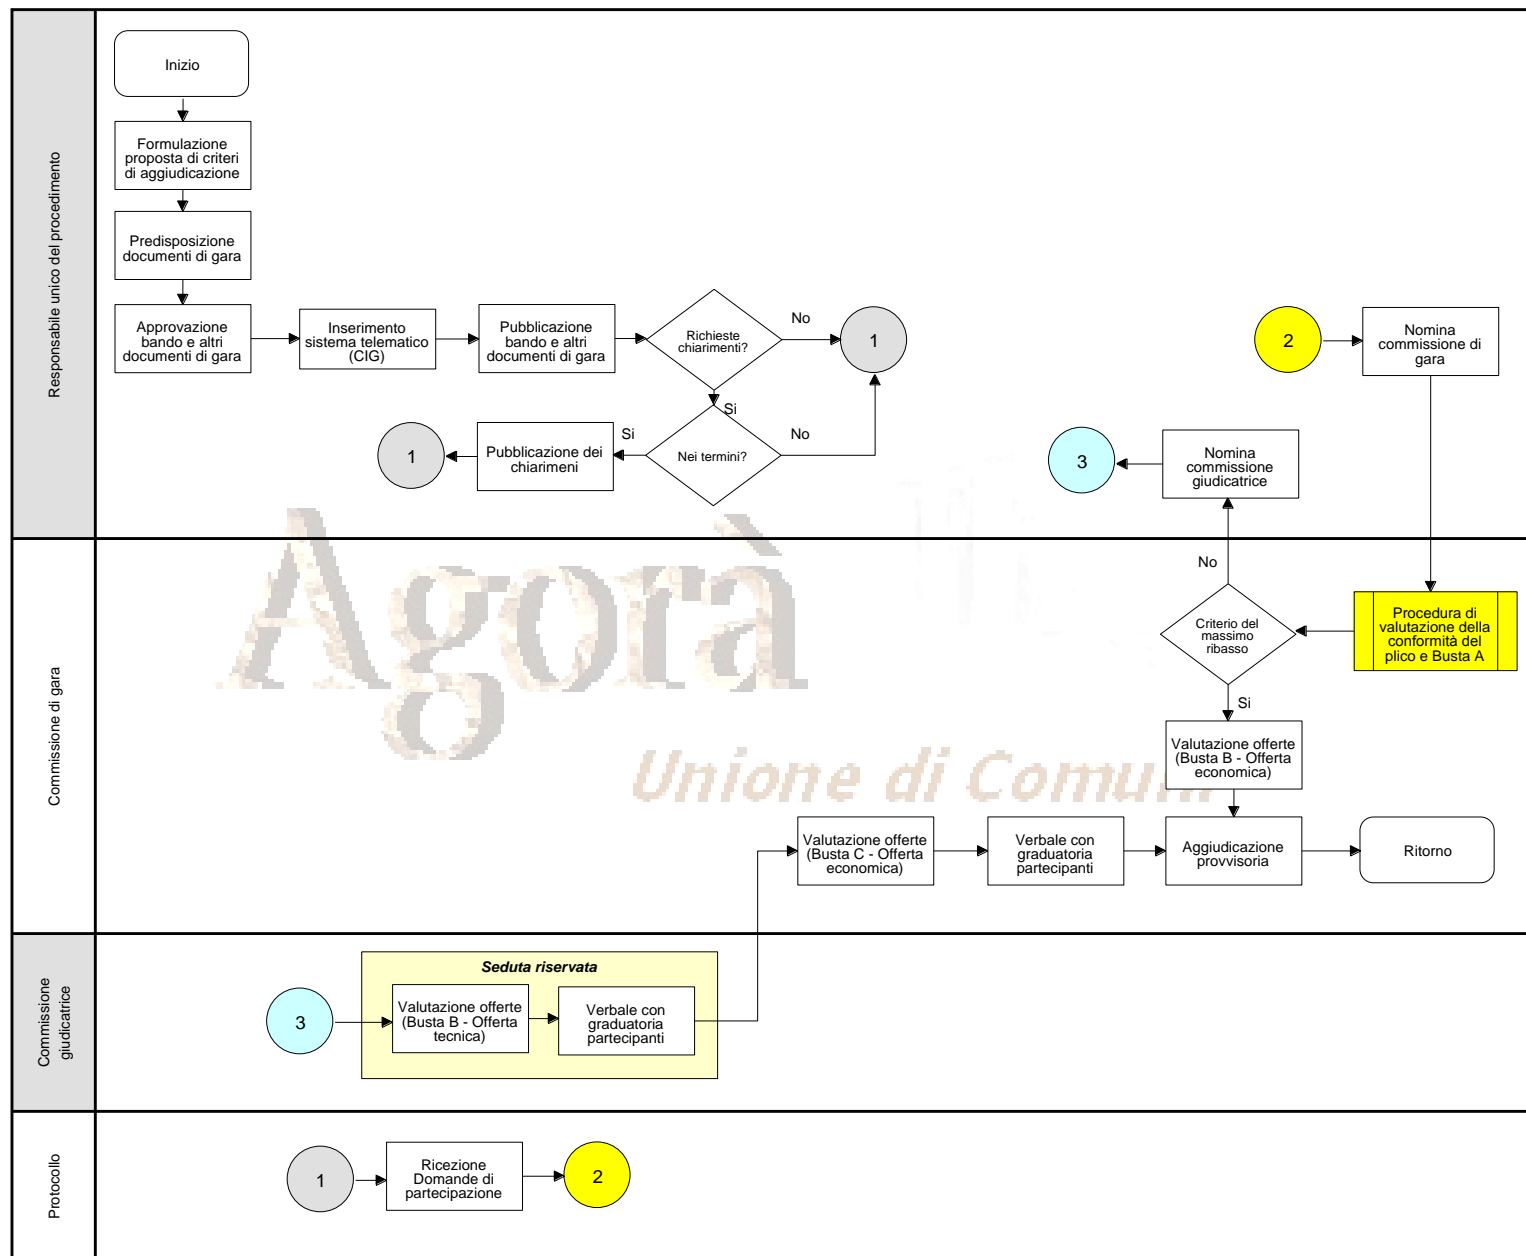 Responsabile unico del procedimento
Inizio
Formulazione
proposta di criteri
di aggiudicazione
Predisposizione
documenti di gara
Approvazione
bando e altri
documenti di gara
Inserimento
sistema telematico
(CIG)
Pubblicazione
bando e altri
documenti di gara
Richieste
chiarimenti?
No
1
Si
Nei termini?
No
Si
Pubblicazione dei
chiarimeni
1
2
Nomina
commissione di
gara
Nomina
commissione
giudicatrice
3
Commissione di gara
No
Criterio del
massimo
ribasso
Procedura di
valutazione della
conformità del
plico e Busta A
Si
Valutazione offerte
(Busta B - Offerta
economica)
Valutazione offerte
(Busta C - Offerta
economica)
Verbale con
graduatoria
partecipanti
Aggiudicazione
provvisoria
Ritorno
Agorà
Unione di Comuni
Commissione
giudicatrice
3
Seduta riservata
Valutazione offerte
(Busta B - Offerta
tecnica)
Verbale con
graduatoria
partecipanti
Protocollo
1
Ricezione
Domande di
partecipazione
2